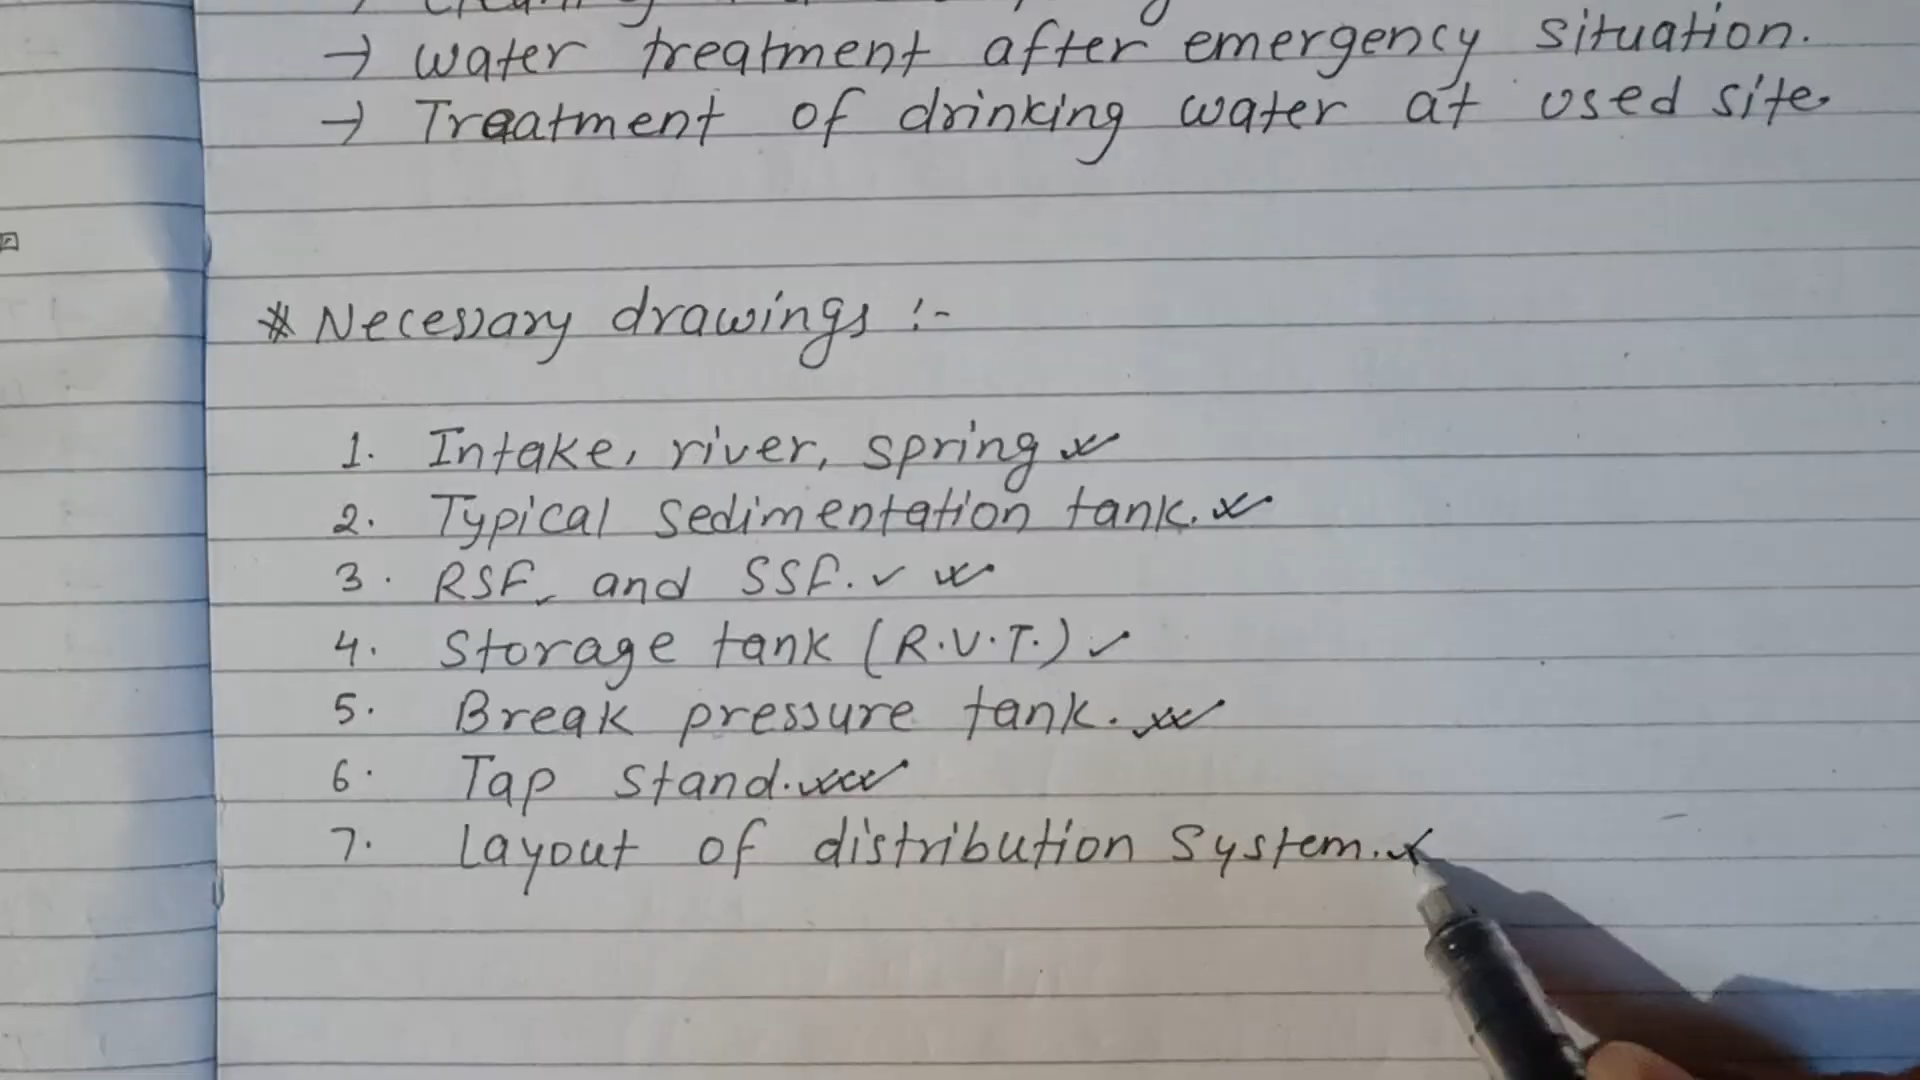 → water treatment after emergency situation.
→ Treatment of drinking water at used site.
* Necessary drawings :-
1. Intake, river, spring
2. Typical sedimentation tank.
3. RSF, and SSF.
4. Storage tank (R.V.T.)
5. Break pressure tank.
6. Tap stand.
7. Layout of distribution system.